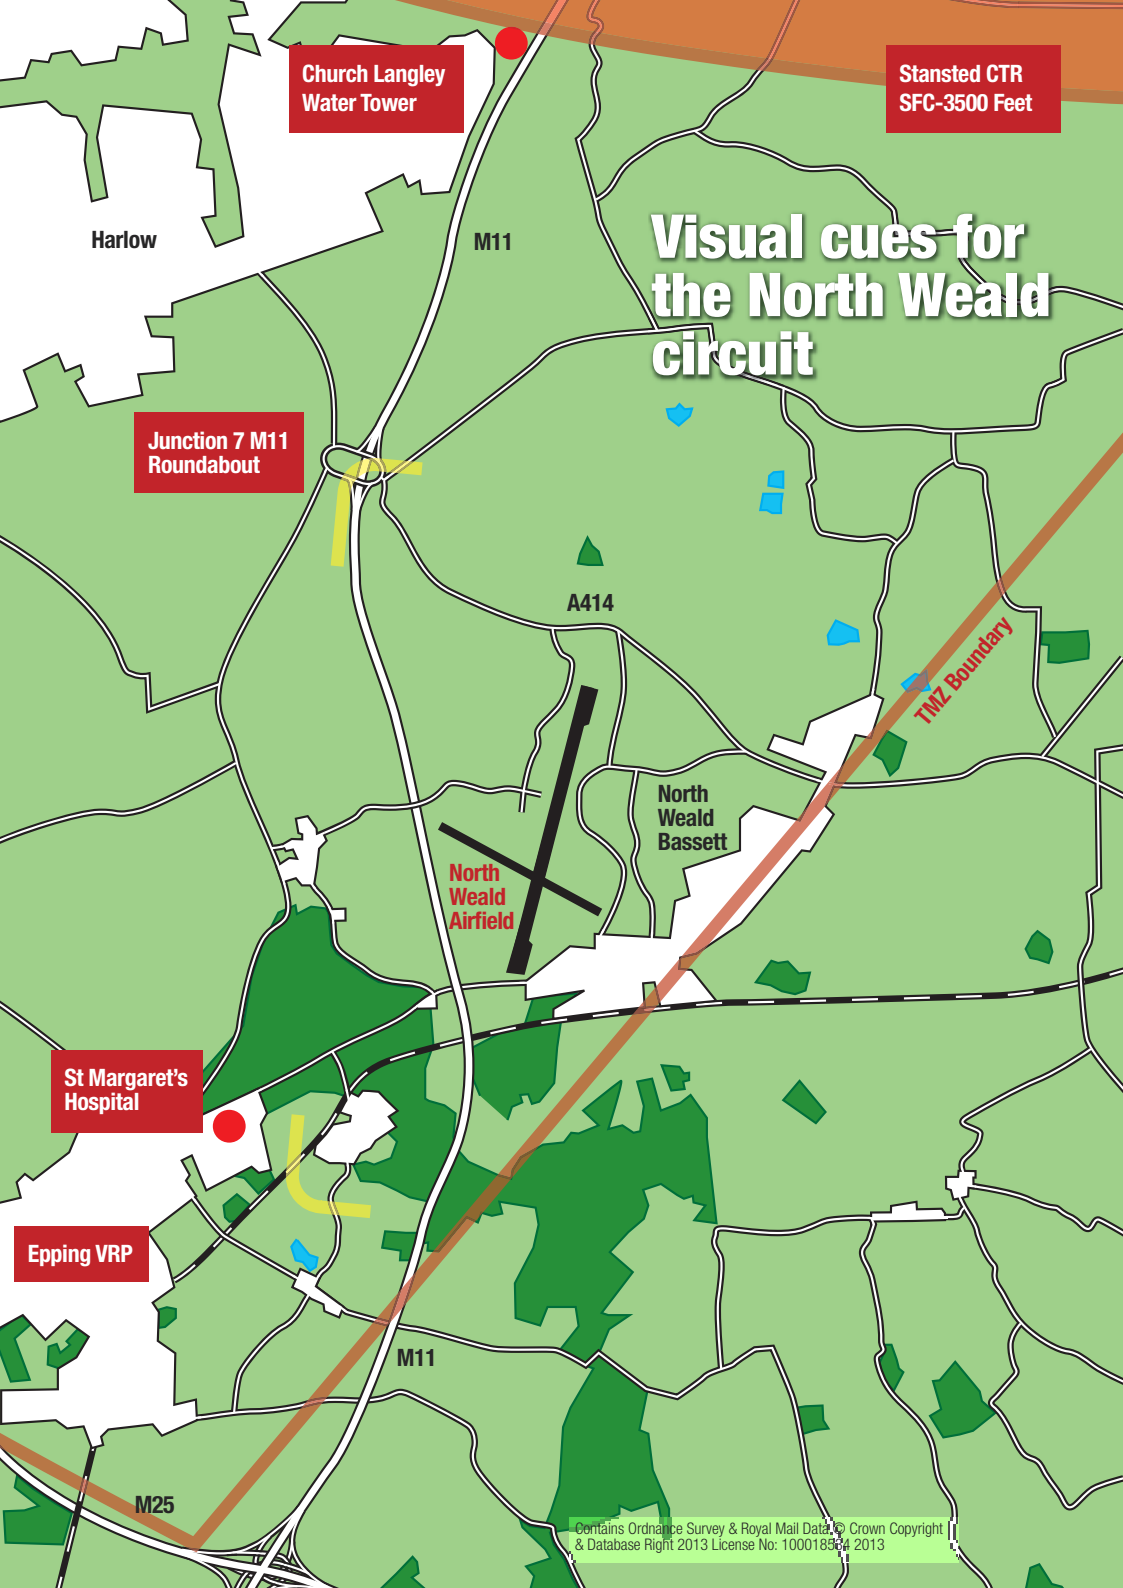 Church Langley
Water Tower
Stansted CTR
SFC-3500 Feet
Harlow
M11
Visual cues for
the North Weald
circuit
Junction 7 M11
Roundabout
A414
TMZ Boundary
North
Weald
Bassett
North
Weald
Airfield
St Margaret's
Hospital
Epping VRP
M11
M25
Contains Ordnance Survey & Royal Mail Data © Crown Copyright
& Database Right 2013 License No: 100018534 2013